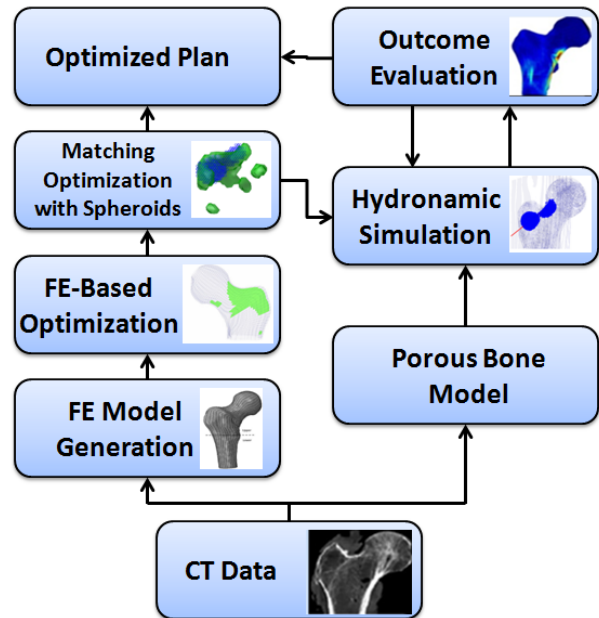 Optimized Plan
Outcome
Evaluation
Matching
Optimization
with Spheroids
Hydronamic
Simulation
FE-Based
Optimization
Porous Bone
Model
FE Model
Generation
CT Data